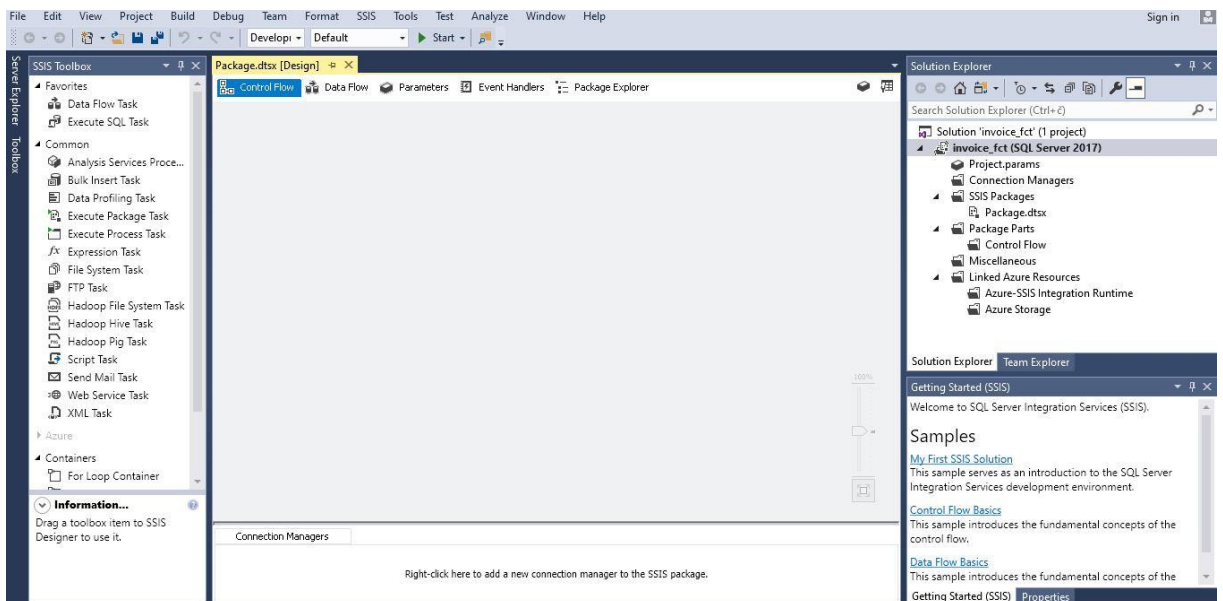 File Edit View Project Build Debug Team Format SSIS Tools Test Analyze Window Help Sign in
Developr Default Start
Server Explorer
Toolbox
SSIS Toolbox
Favorites
Data Flow Task
Execute SQL Task
Common
Analysis Services Proce...
Bulk Insert Task
Data Profiling Task
Execute Package Task
Execute Process Task
Expression Task
File System Task
FTP Task
Hadoop File System Task
Hadoop Hive Task
Hadoop Pig Task
Script Task
Send Mail Task
Web Service Task
XML Task
Azure
Containers
For Loop Container
Information...
Drag a toolbox item to SSIS
Designer to use it.
Package.dtsx [Design]
Control Flow Data Flow Parameters Event Handlers Package Explorer
100%
Connection Managers
Right-click here to add a new connection manager to the SSIS package.
Solution Explorer
Search Solution Explorer (Ctrl+č)
Solution 'invoice_fct' (1 project)
invoice_fct (SQL Server 2017)
Project.params
Connection Managers
SSIS Packages
Package.dtsx
Package Parts
Control Flow
Miscellaneous
Linked Azure Resources
Azure-SSIS Integration Runtime
Azure Storage
Solution Explorer Team Explorer
Getting Started (SSIS)
Welcome to SQL Server Integration Services (SSIS).
Samples
My First SSIS Solution
This sample serves as an introduction to the SQL Server
Integration Services development environment.
Control Flow Basics
This sample introduces the fundamental concepts of the
control flow.
Data Flow Basics
This sample introduces the fundamental concepts of the
Getting Started (SSIS) Properties